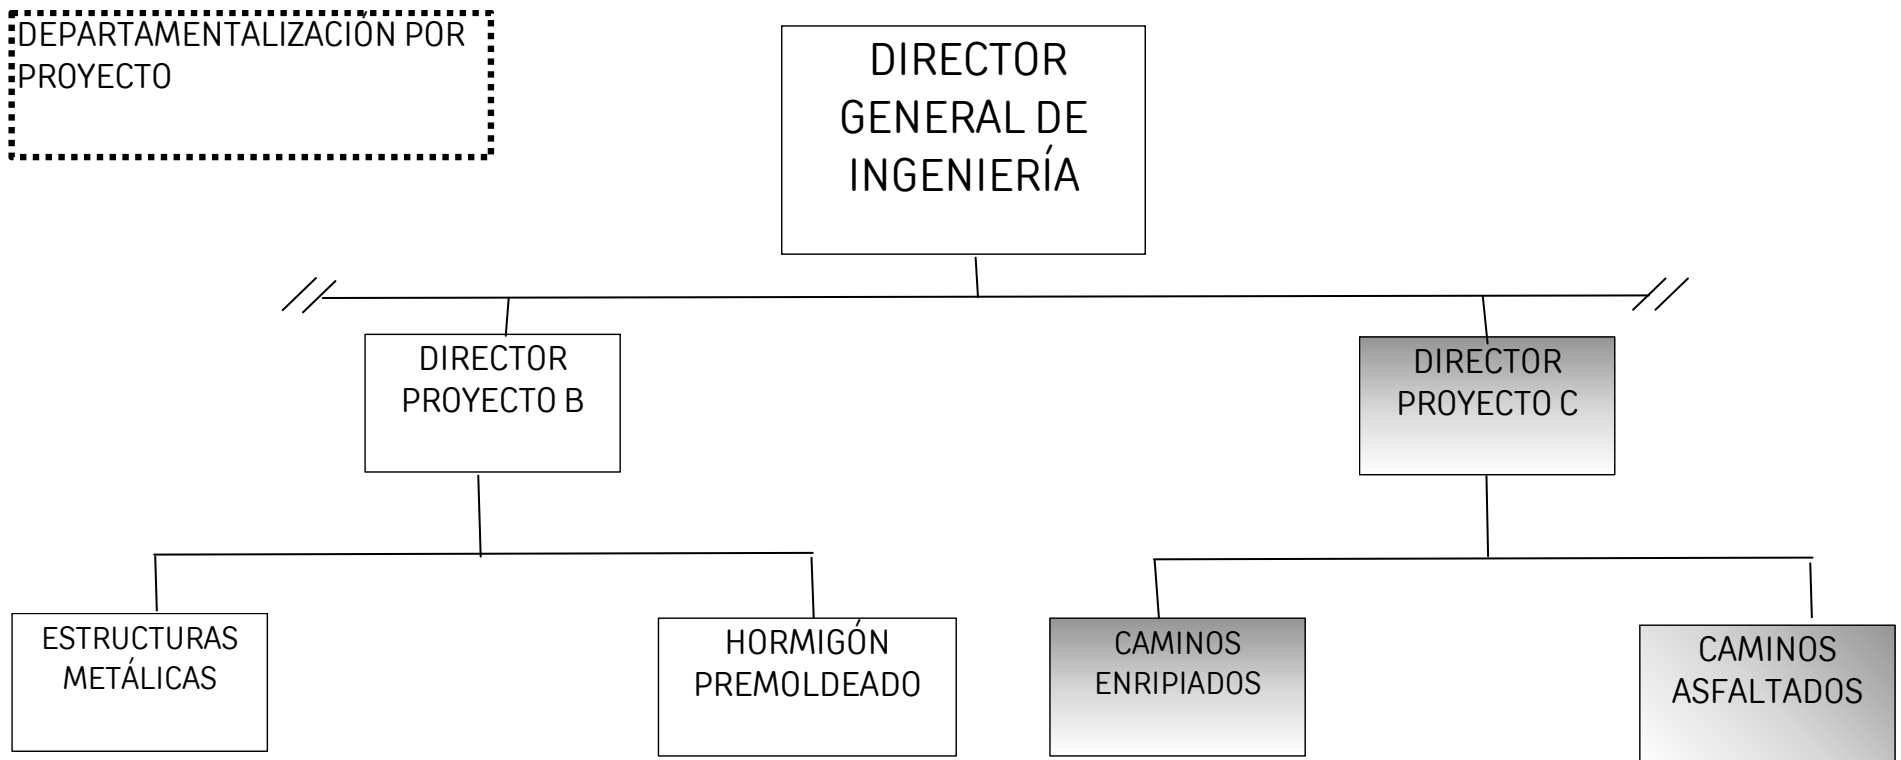 DEPARTAMENTALIZACIÓN POR
PROYECTO
DIRECTOR
GENERAL DE
INGENIERÍA
DIRECTOR
PROYECTO B
DIRECTOR
PROYECTO C
ESTRUCTURAS
METÁLICAS
HORMIGÓN
PREMOLDEADO
CAMINOS
ENRIPIADOS
CAMINOS
ASFALTADOS